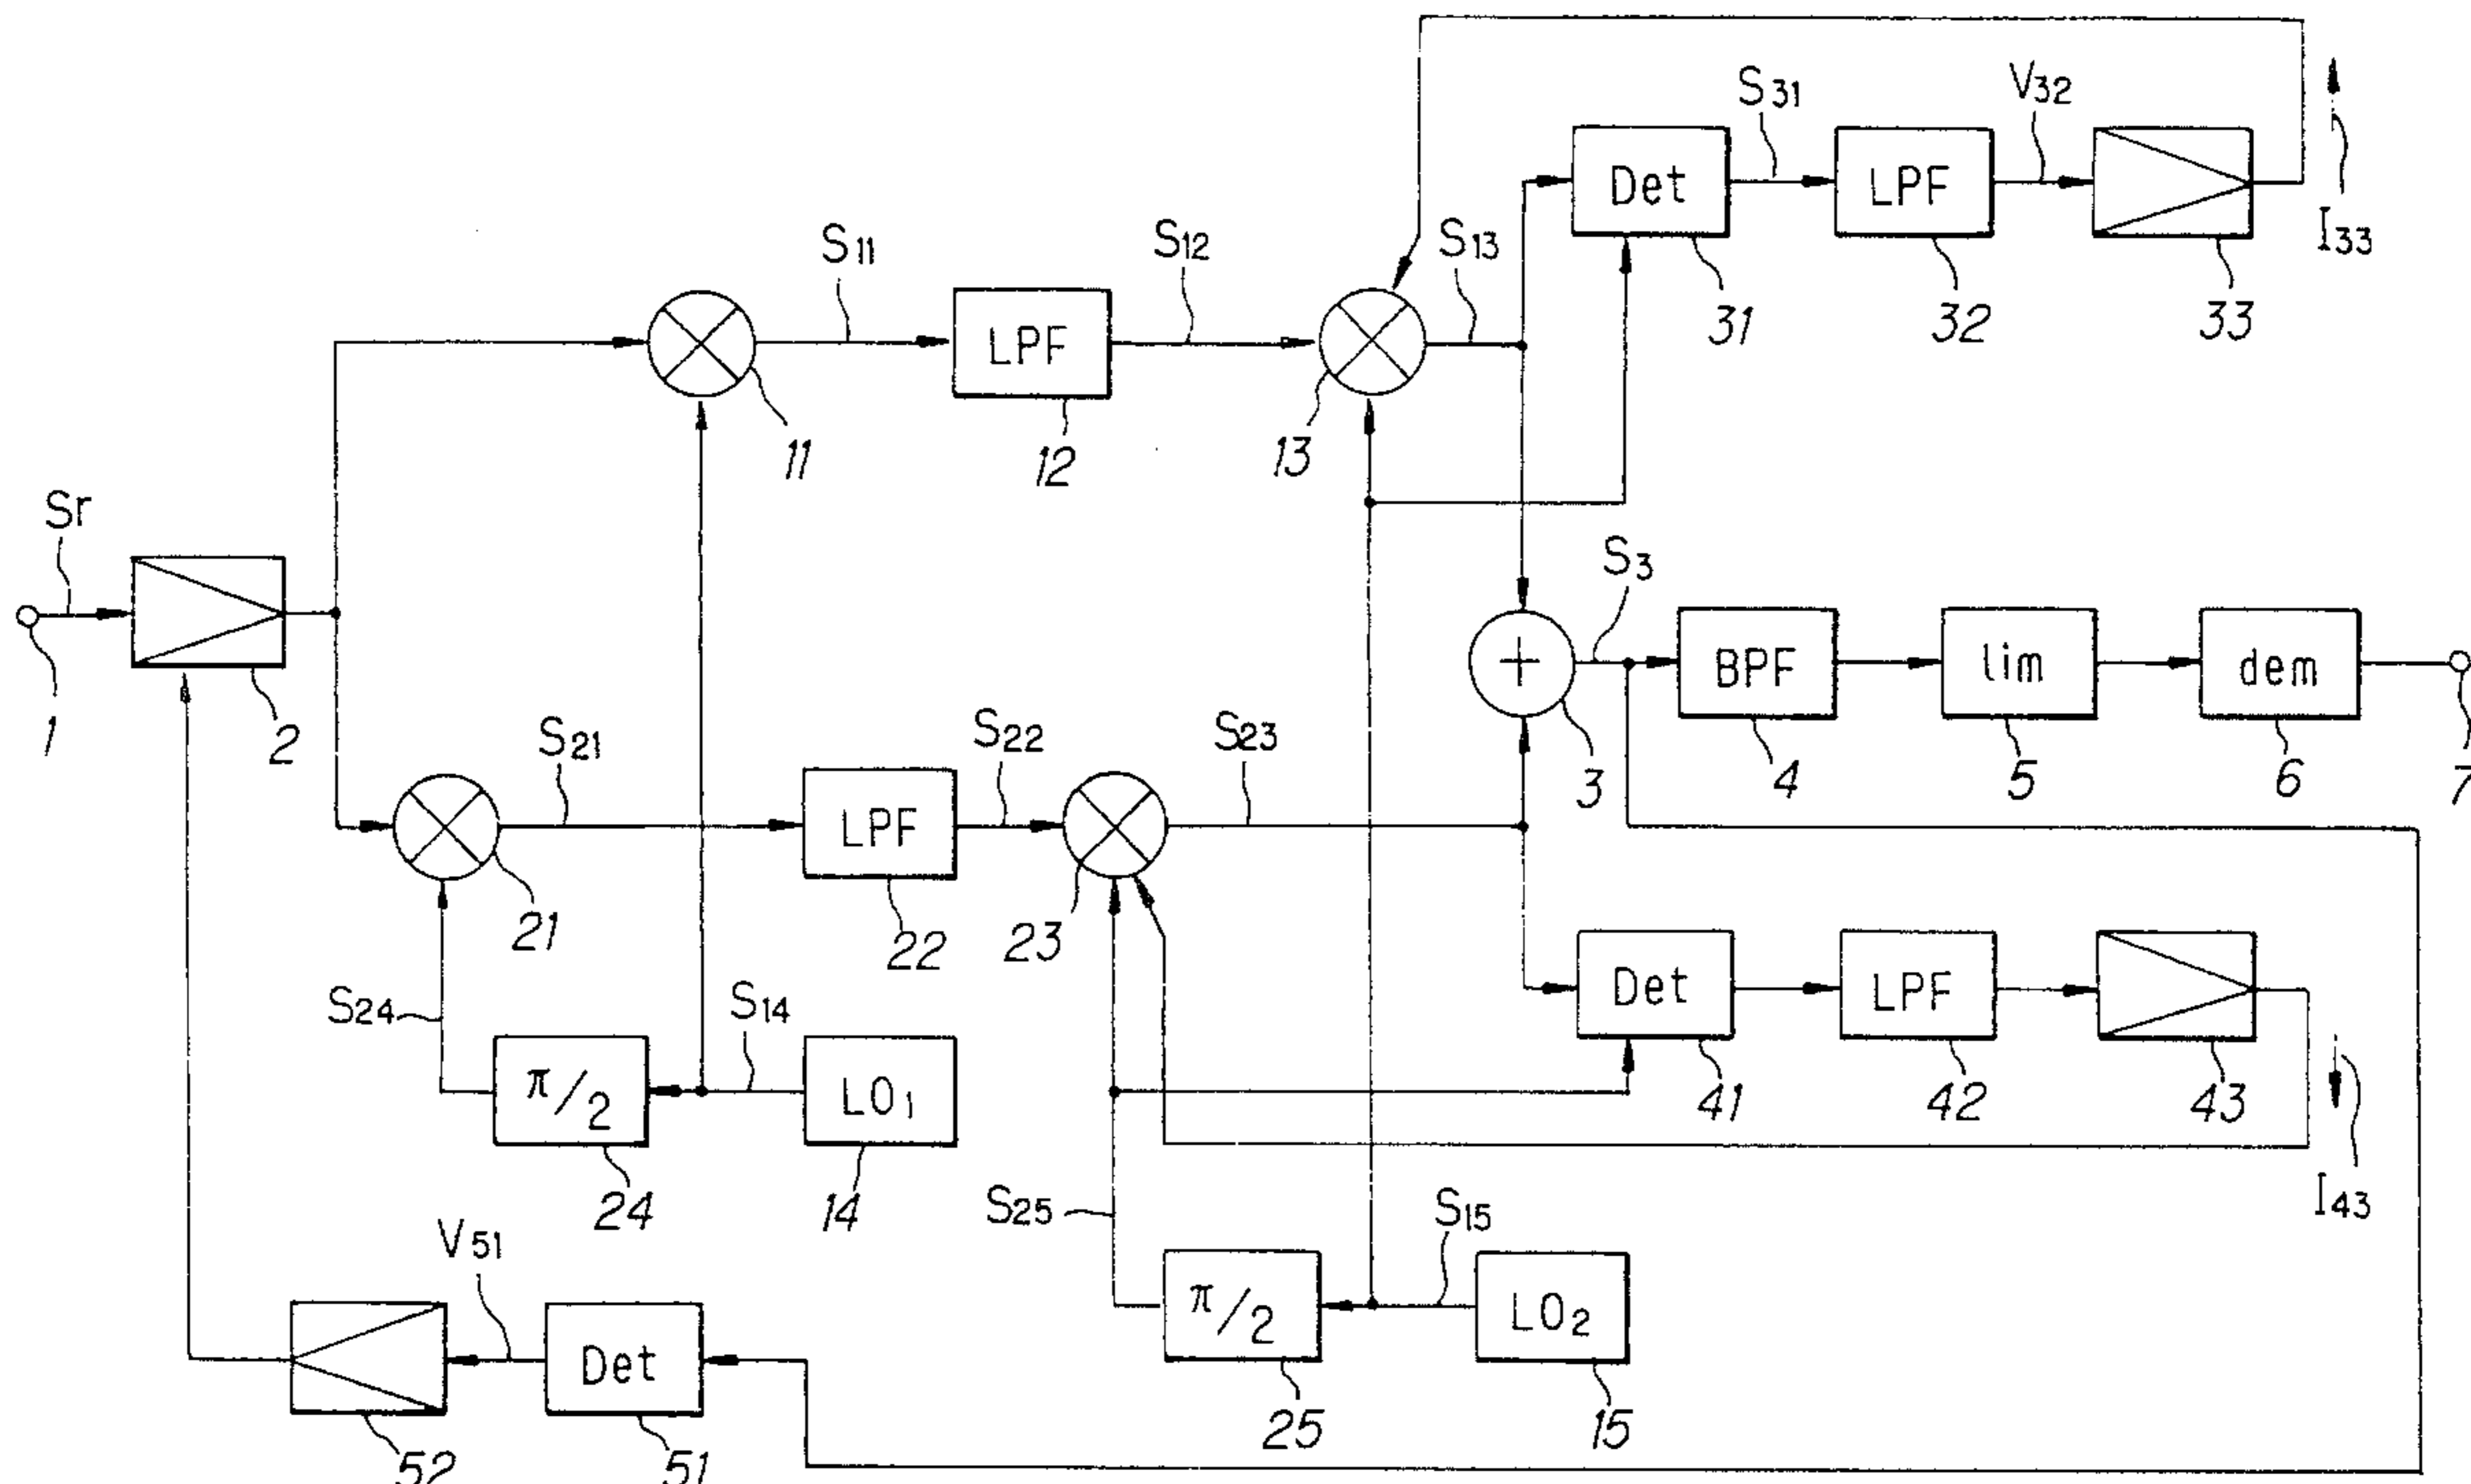 S31
V32
Det
LPF
I33
31
32
33
S11
S12
S13
LPF
11
12
13
Sr
S3
+
BPF
lim
dem
1
2
3
4
5
6
7
S21
S22
S23
LPF
21
22
23
Det
LPF
41
42
43
S24
S14
π/2
LO1
24
14
I43
S25
S15
V51
π/2
LO2
Det
25
15
52
51